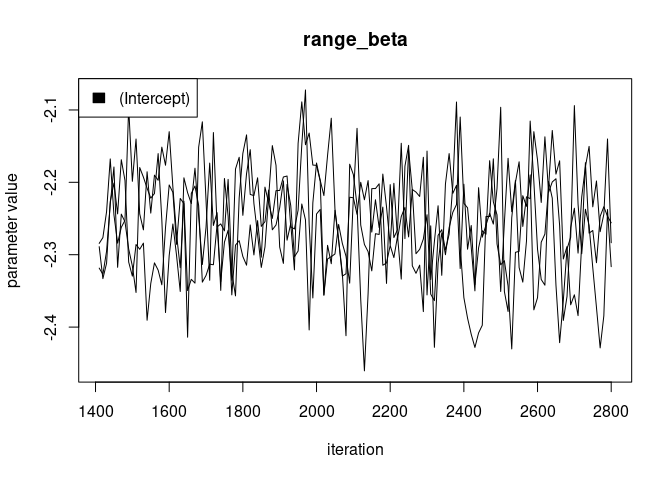 range_beta
(Intercept)
-2.1
-2.2
-2.3
-2.4
parameter value
1400 1600 1800 2000 2200 2400 2600 2800
iteration